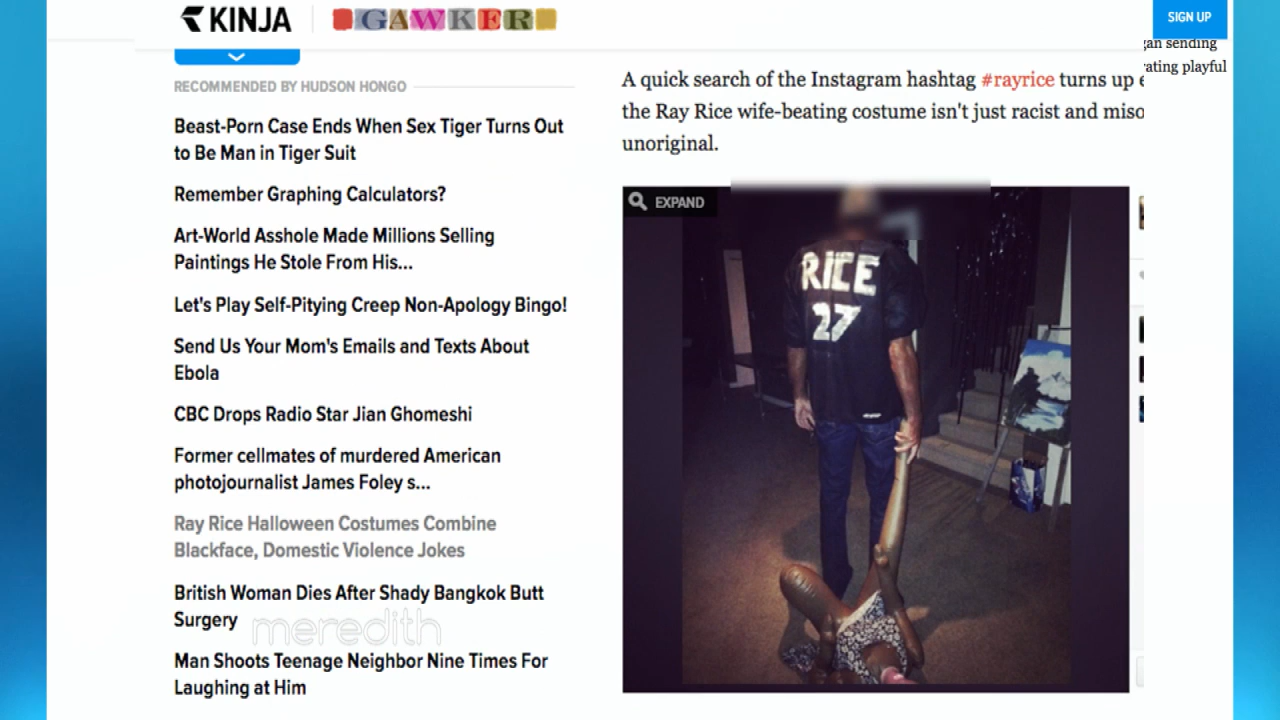 KINJA
GAWKER
SIGN UP
sending
playful
RECOMMENDED BY HUDSON HONGO
A quick search of the Instagram hashtag #rayrice turns up
the Ray Rice wife-beating costume isn't just racist and
unoriginal.
Beast-Porn Case Ends When Sex Tiger Turns Out
to Be Man in Tiger Suit
Remember Graphing Calculators?
Art-World Asshole Made Millions Selling
Paintings He Stole From His...
Let's Play Self-Pitying Creep Non-Apology Bingo!
Send Us Your Mom's Emails and Texts About
Ebola
CBC Drops Radio Star Jian Ghomeshi
Former cellmates of murdered American
photojournalist James Foley s...
Ray Rice Halloween Costumes Combine
Blackface, Domestic Violence Jokes
British Woman Dies After Shady Bangkok Butt
Surgery
Man Shoots Teenage Neighbor Nine Times For
Laughing at Him
EXPAND
RICE
27
meredith